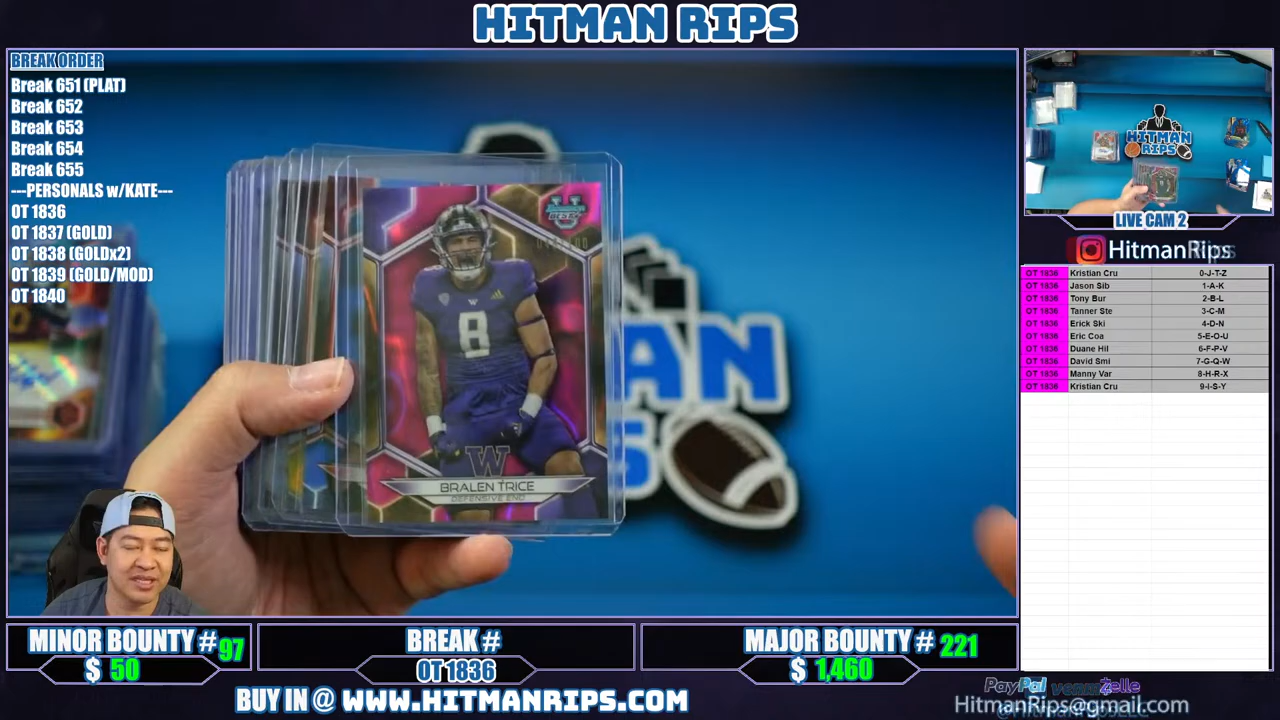 HITMAN RIPS
BREAK ORDER
Break 651 (PLAT)
Break 652
Break 653
Break 654
Break 655
---PERSONALS w/KATE---
OT 1836
OT 1837 (GOLD)
OT 1838 (GOLDx2)
OT 1839 (GOLD/MOD)
OT 1840
BEST
8
W
BRALEN TRICE
DEFENSIVE END
HITMAN
RIPS
LIVE CAM 2
HitmanRips
OT 1836 Kristian Cru 0-J-T-Z
OT 1836 Jason Sib 1-A-K
OT 1836 Tony Bur 2-B-L
OT 1836 Tanner Ste 3-C-M
OT 1836 Erick Ski 4-D-N
OT 1836 Eric Coa 5-E-O-U
OT 1836 Duane Hil 6-F-P-V
OT 1836 David Smi 7-G-Q-W
OT 1836 Manny Var 8-H-R-X
OT 1836 Kristian Cru 9-I-S-Y
MINOR BOUNTY # 97
$ 50
BREAK #
OT 1836
MAJOR BOUNTY # 221
$ 1,460
BUY IN @ WWW.HITMANRIPS.COM
PayPal venmo Zelle
HitmanRips@gmail.com